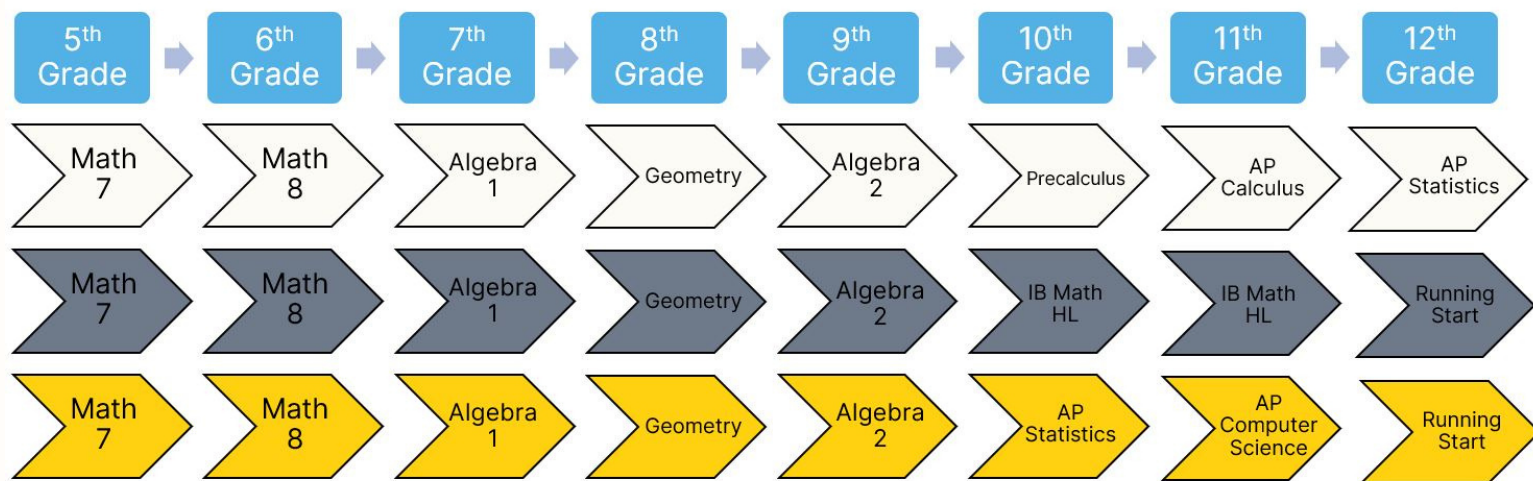 5th
Grade
6th
Grade
7th
Grade
8th
Grade
9th
Grade
10th
Grade
11th
Grade
12th
Grade
Math
7
Math
8
Algebra
1
Geometry
Algebra
2
Precalculus
AP
Calculus
AP
Statistics
Math
7
Math
8
Algebra
1
Geometry
Algebra
2
IB Math
HL
IB Math
HL
Running
Start
Math
7
Math
8
Algebra
1
Geometry
Algebra
2
AP
Statistics
AP
Computer
Science
Running
Start